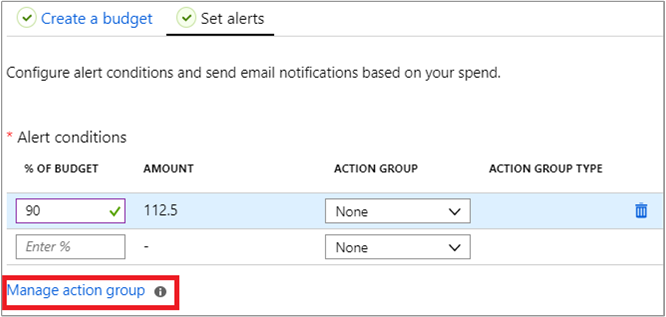 Create a budget Set alerts
Configure alert conditions and send email notifications based on your spend.
* Alert conditions
% OF BUDGET AMOUNT ACTION GROUP ACTION GROUP TYPE
90 112.5 None
Enter % - None
Manage action group